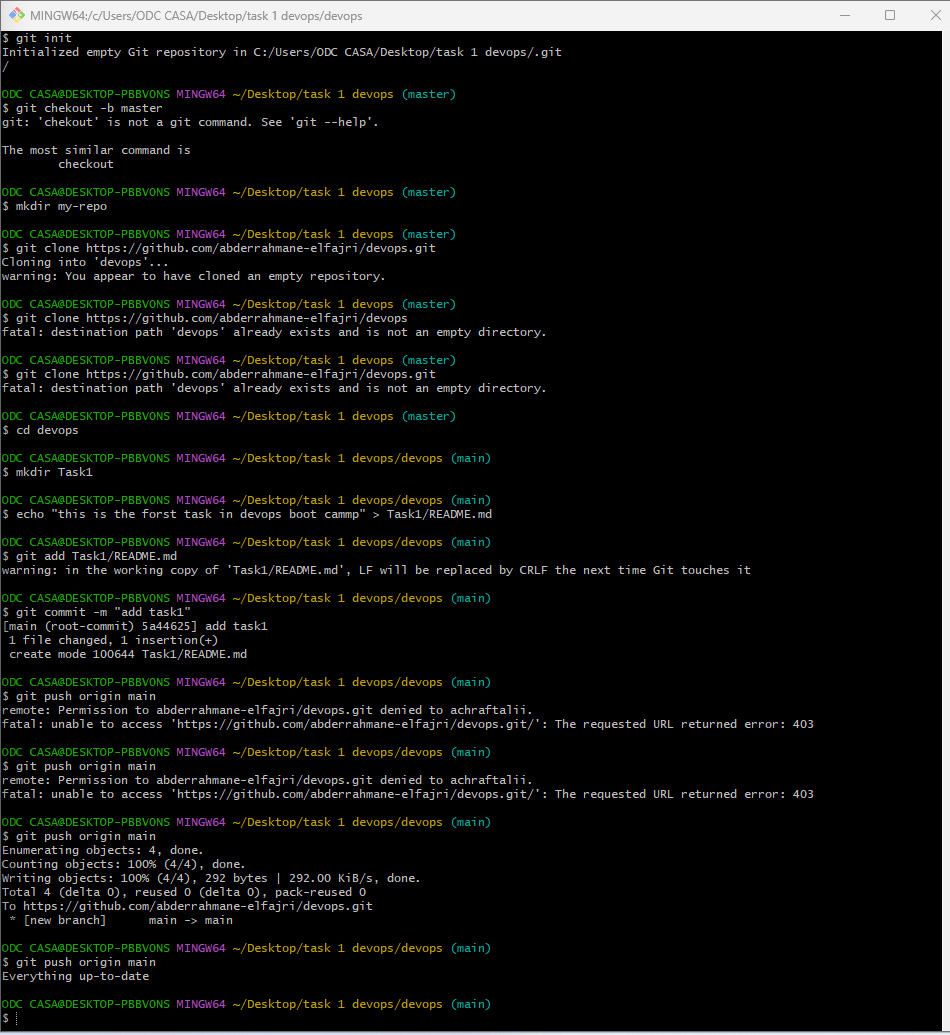 MINGW64:/c/Users/ODC CASA/Desktop/task 1 devops/devops
$ git init
Initialized empty Git repository in C:/Users/ODC CASA/Desktop/task 1 devops/.git
/
ODC CASA@DESKTOP-PBBVONS MINGW64 ~/Desktop/task 1 devops (master)
$ git chekout -b master
git: 'chekout' is not a git command. See 'git --help'.
The most similar command is
checkout
ODC CASA@DESKTOP-PBBVONS MINGW64 ~/Desktop/task 1 devops (master)
$ mkdir my-repo
ODC CASA@DESKTOP-PBBVONS MINGW64 ~/Desktop/task 1 devops (master)
$ git clone https://github.com/abderrahmane-elfajri/devops.git
Cloning into 'devops'...
warning: You appear to have cloned an empty repository.
ODC CASA@DESKTOP-PBBVONS MINGW64 ~/Desktop/task 1 devops (master)
$ git clone https://github.com/abderrahmane-elfajri/devops
fatal: destination path 'devops' already exists and is not an empty directory.
ODC CASA@DESKTOP-PBBVONS MINGW64 ~/Desktop/task 1 devops (master)
$ git clone https://github.com/abderrahmane-elfajri/devops.git
fatal: destination path 'devops' already exists and is not an empty directory.
ODC CASA@DESKTOP-PBBVONS MINGW64 ~/Desktop/task 1 devops (master)
$ cd devops
ODC CASA@DESKTOP-PBBVONS MINGW64 ~/Desktop/task 1 devops/devops (main)
$ mkdir Task1
ODC CASA@DESKTOP-PBBVONS MINGW64 ~/Desktop/task 1 devops/devops (main)
$ echo "this is the forst task in devops boot cammp" > Task1/README.md
ODC CASA@DESKTOP-PBBVONS MINGW64 ~/Desktop/task 1 devops/devops (main)
$ git add Task1/README.md
warning: in the working copy of 'Task1/README.md', LF will be replaced by CRLF the next time Git touches it
ODC CASA@DESKTOP-PBBVONS MINGW64 ~/Desktop/task 1 devops/devops (main)
$ git commit -m "add task1"
[main (root-commit) 5a44625] add task1
1 file changed, 1 insertion(+)
create mode 100644 Task1/README.md
ODC CASA@DESKTOP-PBBVONS MINGW64 ~/Desktop/task 1 devops/devops (main)
$ git push origin main
remote: Permission to abderrahmane-elfajri/devops.git denied to achraftalii.
fatal: unable to access 'https://github.com/abderrahmane-elfajri/devops.git/': The requested URL returned error: 403
ODC CASA@DESKTOP-PBBVONS MINGW64 ~/Desktop/task 1 devops/devops (main)
$ git push origin main
remote: Permission to abderrahmane-elfajri/devops.git denied to achraftalii.
fatal: unable to access 'https://github.com/abderrahmane-elfajri/devops.git/': The requested URL returned error: 403
ODC CASA@DESKTOP-PBBVONS MINGW64 ~/Desktop/task 1 devops/devops (main)
$ git push origin main
Enumerating objects: 4, done.
Counting objects: 100% (4/4), done.
Writing objects: 100% (4/4), 292 bytes | 292.00 KiB/s, done.
Total 4 (delta 0), reused 0 (delta 0), pack-reused 0
To https://github.com/abderrahmane-elfajri/devops.git
* [new branch]      main -> main
ODC CASA@DESKTOP-PBBVONS MINGW64 ~/Desktop/task 1 devops/devops (main)
$ git push origin main
Everything up-to-date
ODC CASA@DESKTOP-PBBVONS MINGW64 ~/Desktop/task 1 devops/devops (main)
$